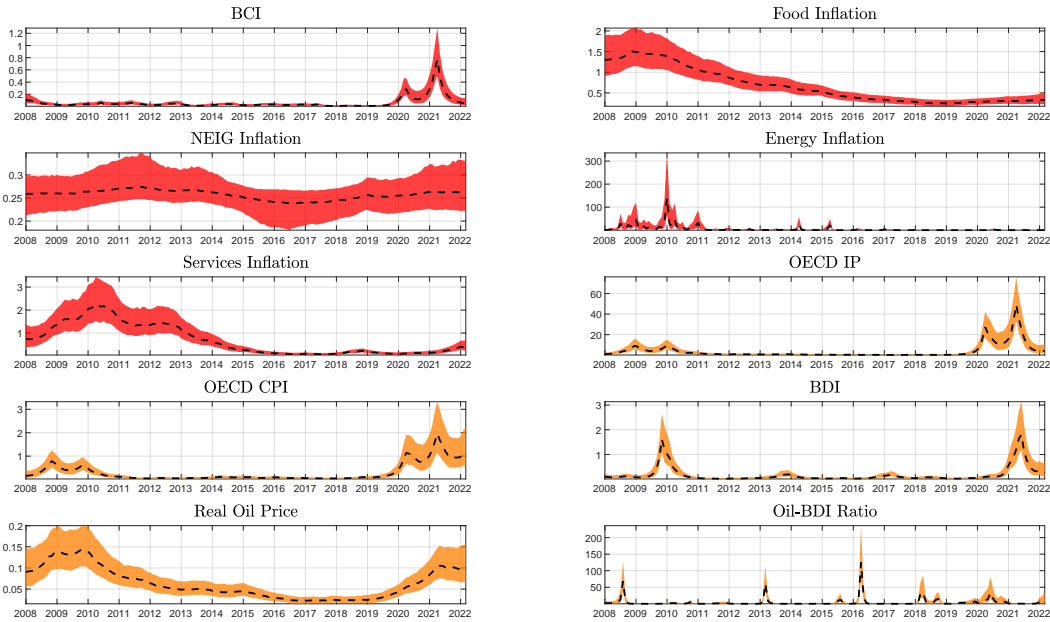 BCI
1.2
1
0.8
0.6
0.4
0.2
2008 2009 2010 2011 2012 2013 2014 2015 2016 2017 2018 2019 2020 2021 2022
Food Inflation
2
1.5
1
0.5
2008 2009 2010 2011 2012 2013 2014 2015 2016 2017 2018 2019 2020 2021 2022
NEIG Inflation
0.3
0.25
0.2
2008 2009 2010 2011 2012 2013 2014 2015 2016 2017 2018 2019 2020 2021 2022
Energy Inflation
300
200
100
2008 2009 2010 2011 2012 2013 2014 2015 2016 2017 2018 2019 2020 2021 2022
Services Inflation
3
2
1
2008 2009 2010 2011 2012 2013 2014 2015 2016 2017 2018 2019 2020 2021 2022
OECD IP
60
40
20
2008 2009 2010 2011 2012 2013 2014 2015 2016 2017 2018 2019 2020 2021 2022
OECD CPI
3
2
1
2008 2009 2010 2011 2012 2013 2014 2015 2016 2017 2018 2019 2020 2021 2022
BDI
3
2
1
2008 2009 2010 2011 2012 2013 2014 2015 2016 2017 2018 2019 2020 2021 2022
Real Oil Price
0.2
0.15
0.1
0.05
2008 2009 2010 2011 2012 2013 2014 2015 2016 2017 2018 2019 2020 2021 2022
Oil-BDI Ratio
200
150
100
50
2008 2009 2010 2011 2012 2013 2014 2015 2016 2017 2018 2019 2020 2021 2022